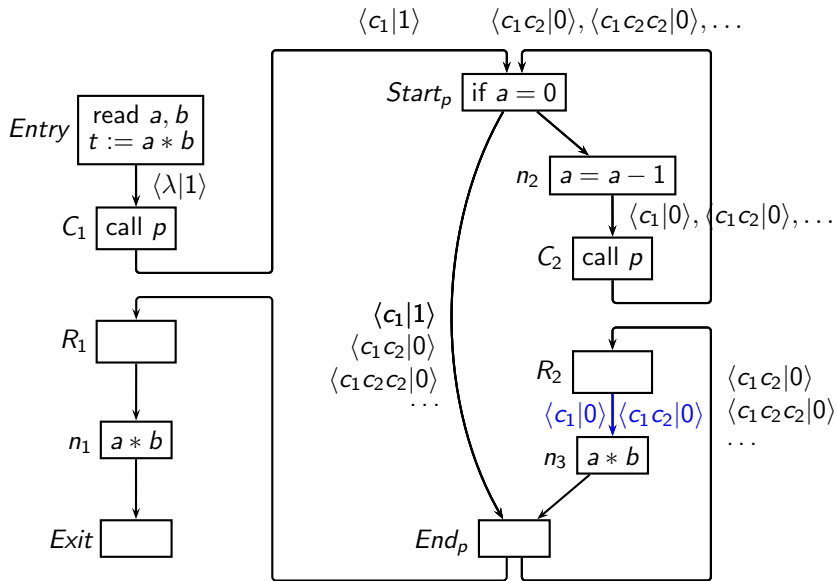 ⟨c₁|1⟩
⟨c₁c₂|0⟩, ⟨c₁c₂c₂|0⟩, ...
Startₚ
if a = 0
Entry
read a, b
t := a ∗ b
n₂
a = a − 1
⟨λ|1⟩
⟨c₁|0⟩, ⟨c₁c₂|0⟩, ...
C₁
call p
C₂
call p
⟨c₁|1⟩
⟨c₁c₂|0⟩
⟨c₁c₂c₂|0⟩
...
R₁
R₂
⟨c₁c₂|0⟩
⟨c₁c₂c₂|0⟩
...
⟨c₁|0⟩
⟨c₁c₂|0⟩
n₁
a ∗ b
n₃
a ∗ b
Exit
Endₚ